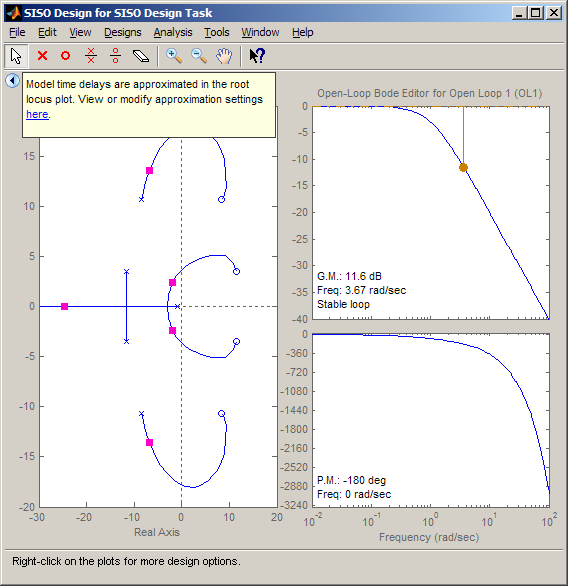 SISO Design for SISO Design Task
File Edit View Designs Analysis Tools Window Help
Model time delays are approximated in the root
locus plot. View or modify approximation settings
here.
15
10
5
0
-5
-10
-15
-20
-30 -20 -10 0 10 20
Real Axis
Open-Loop Bode Editor for Open Loop 1 (OL1)
0
-5
-10
-15
-20
-25
-30
-35
-40
G.M.: 11.6 dB
Freq: 3.67 rad/sec
Stable loop
0
-360
-720
-1080
-1440
-1800
-2160
-2520
-2880
-3240
P.M.: -180 deg
Freq: 0 rad/sec
10^-2 10^-1 10^0 10^1 10^2
Frequency (rad/sec)
Right-click on the plots for more design options.